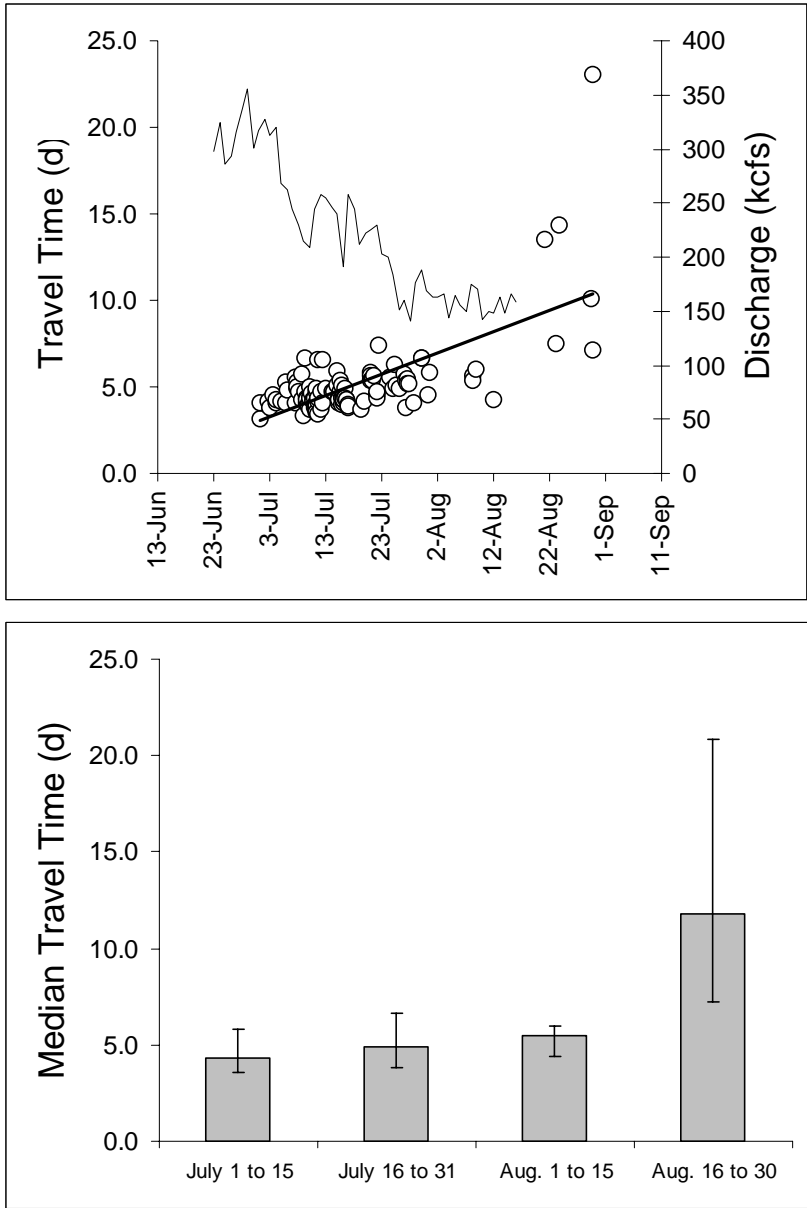 Travel Time (d)
25.0
20.0
15.0
10.0
5.0
0.0
400
350
300
250
200
150
100
50
0
Discharge (kcfs)
13-Jun
23-Jun
3-Jul
13-Jul
23-Jul
2-Aug
12-Aug
22-Aug
1-Sep
11-Sep
Median Travel Time (d)
25.0
20.0
15.0
10.0
5.0
0.0
July 1 to 15
July 16 to 31
Aug. 1 to 15
Aug. 16 to 30